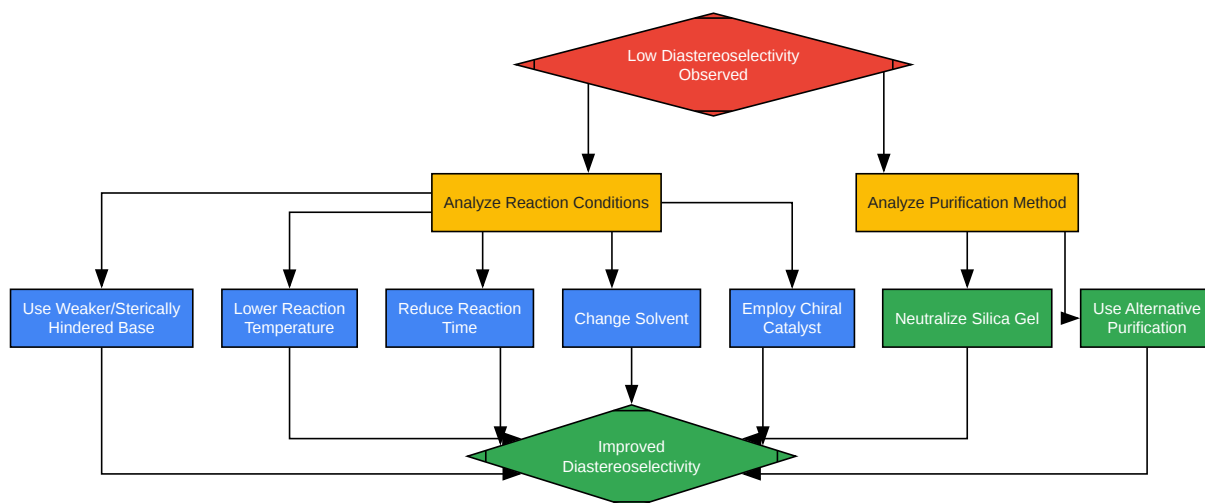 Low Diastereoselectivity
Observed
Analyze Reaction Conditions
Analyze Purification Method
Use Weaker/Sterically
Hindered Base
Lower Reaction
Temperature
Reduce Reaction
Time
Change Solvent
Employ Chiral
Catalyst
Neutralize Silica Gel
Use Alternative
Purification
Improved
Diastereoselectivity